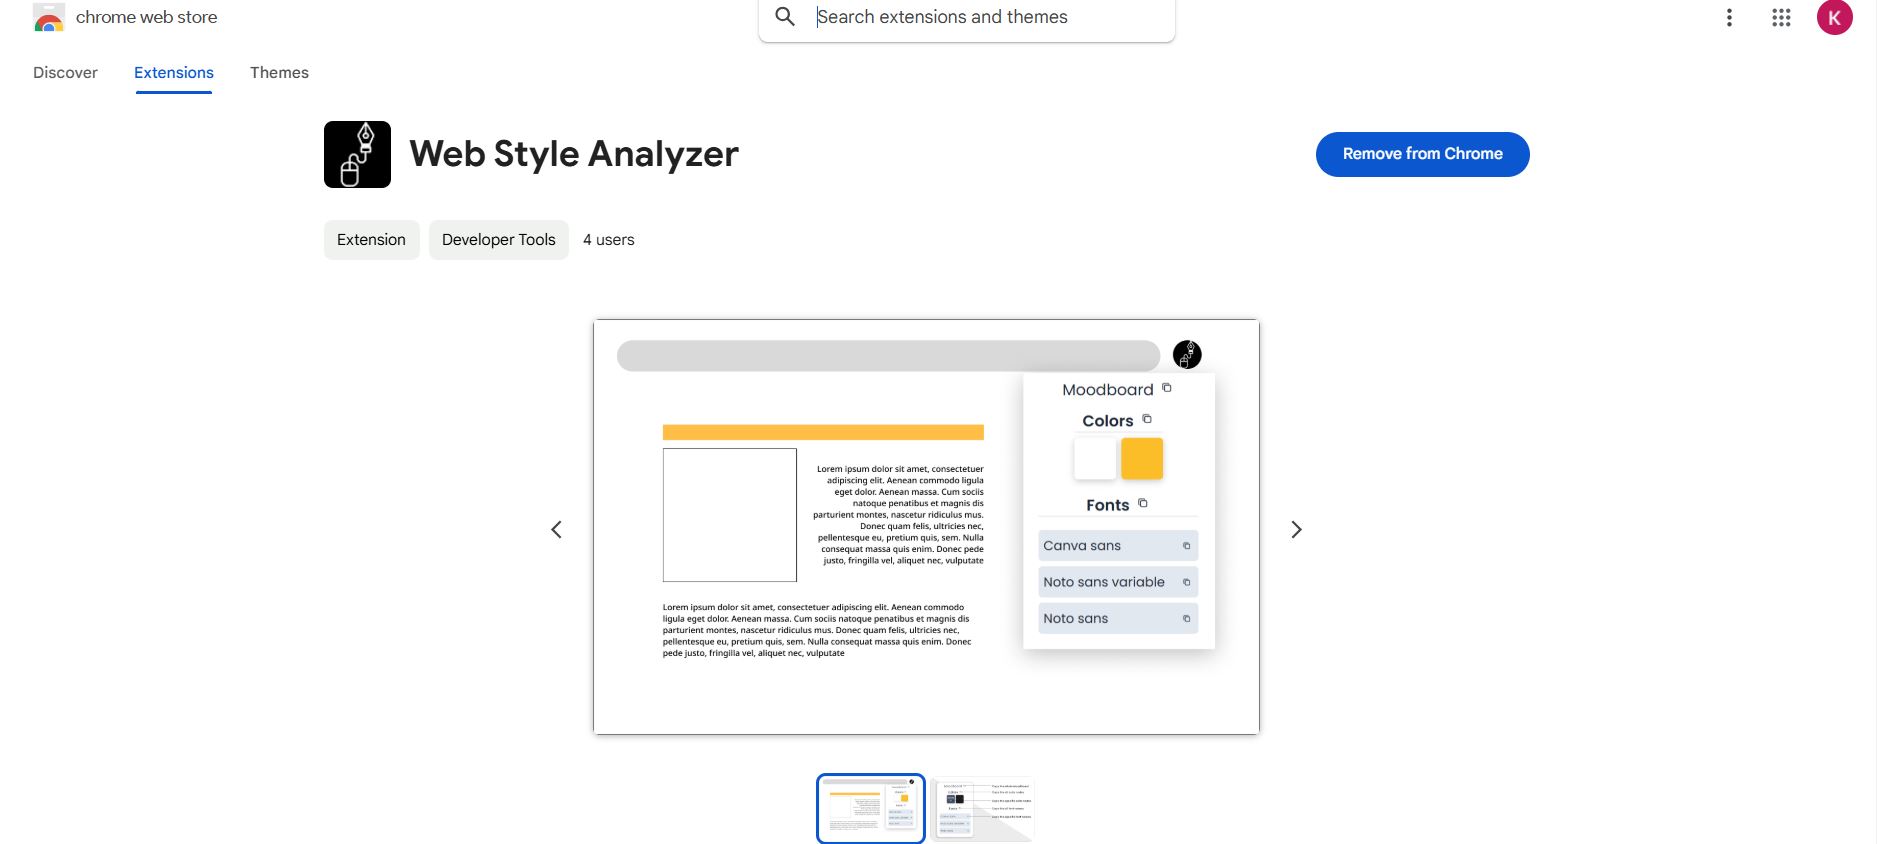 chrome web store
Search extensions and themes
K
Discover
Extensions
Themes
Web Style Analyzer
Remove from Chrome
Extension
Developer Tools
4 users
Moodboard
Colors
Fonts
Canva sans
Noto sans variable
Noto sans
Lorem ipsum dolor sit amet, consectetuer
adipiscing elit. Aenean commodo ligula
eget dolor. Aenean massa. Cum sociis
natoque penatibus et magnis dis
parturient montes, nascetur ridiculus mus.
Donec quam felis, ultricies nec,
pellentesque eu, pretium quis, sem. Nulla
consequat massa quis enim. Donec pede
justo, fringilla vel, aliquet nec, vulputate
Lorem ipsum dolor sit amet, consectetuer adipiscing elit. Aenean commodo
ligula eget dolor. Aenean massa. Cum sociis natoque penatibus et magnis dis
parturient montes, nascetur ridiculus mus. Donec quam felis, ultricies nec,
pellentesque eu, pretium quis, sem. Nulla consequat massa quis enim. Donec
pede justo, fringilla vel, aliquet nec, vulputate